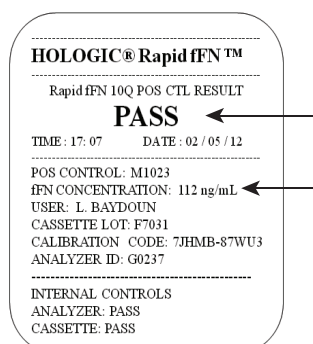 HOLOGIC® Rapid fFN ™
Rapid fFN 10Q POS CTL RESULT
PASS
TIME : 17: 07 DATE : 02 / 05 / 12
POS CONTROL: M1023
fFN CONCENTRATION: 112 ng/mL
USER: L. BAYDOUN
CASSETTE LOT: F7031
CALIBRATION CODE: 7JHMB-87WU3
ANALYZER ID: G0237
INTERNAL CONTROLS
ANALYZER: PASS
CASSETTE: PASS